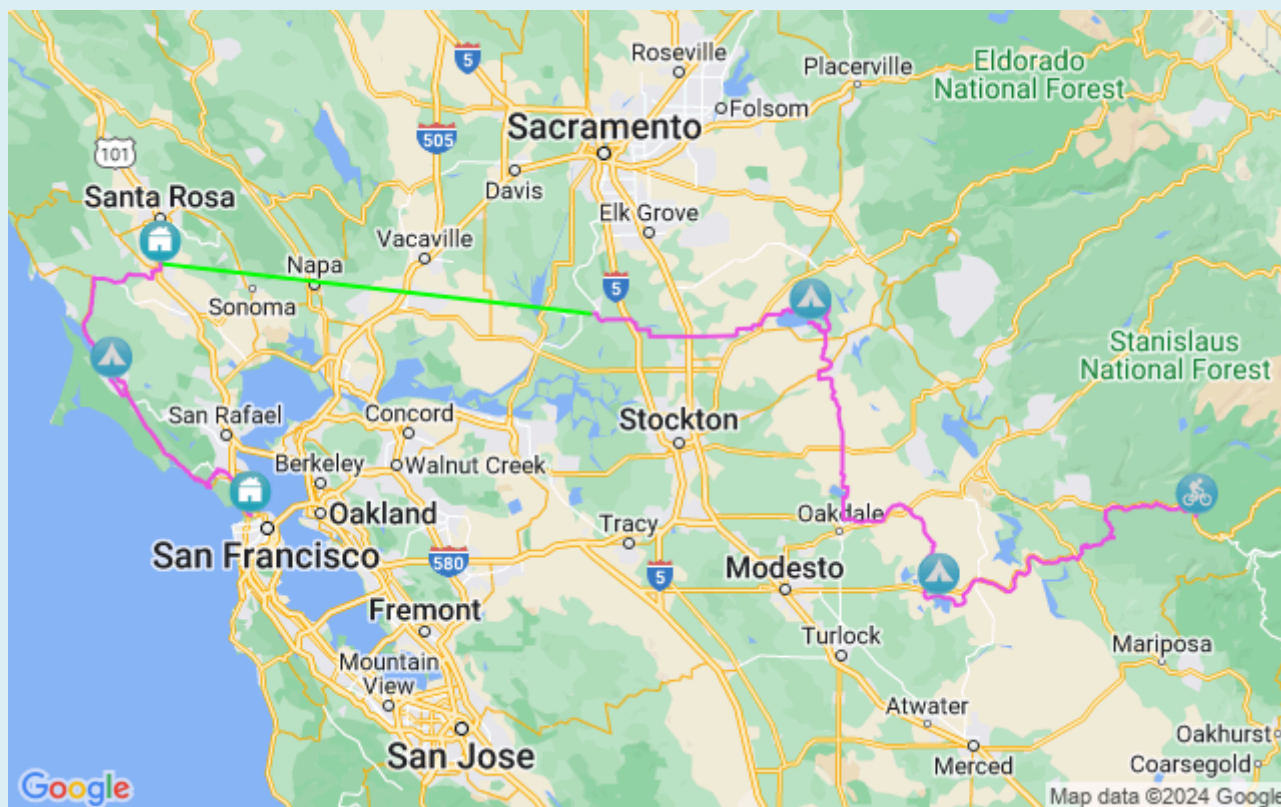 Roseville
Placerville
Eldorado
National Forest
5
Folsom
505
Sacramento
101
Davis
Santa Rosa
Elk Grove
Vacaville
Napa
5
Sonoma
Stanislaus
National Forest
San Rafael
Concord
Stockton
Berkeley
Walnut Creek
Oakland
Oakdale
San Francisco
Tracy
580
5
Modesto
Fremont
Turlock
Mariposa
Mountain
View
Atwater
San Jose
Oakhurst
Merced
Coarsegold
Google
Map data ©2024 Google